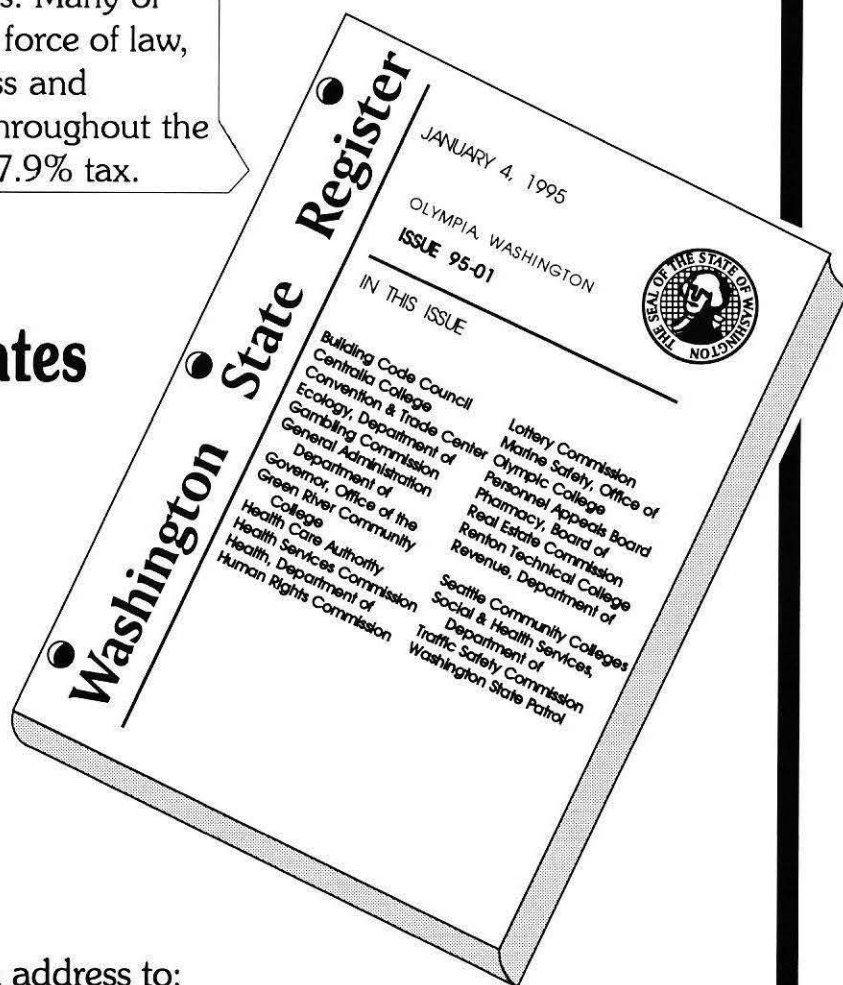 s. Many of
force of law,
ss and
hroughout the
7.9% tax.
ates
Washington State Register
JANUARY 4, 1995
OLYMPIA, WASHINGTON
ISSUE 95-01
THE SEAL OF THE STATE OF WASHINGTON
IN THIS ISSUE
Building Code Council
Centralia College
Convention & Trade Center
Ecology, Department of
Gambling Commission
General Administration
Department of
Governor, Office of the
Green River Community
College
Health Care Authority
Health Services Commission
Health, Department of
Human Rights Commission
Lottery Commission
Marine Safety, Office of
Olympic College
Personnel Appeals Board
Pharmacy, Board of
Real Estate Commission
Renton Technical College
Revenue, Department of
Seattle Community Colleges
Social & Health Services,
Department of
Traffic Safety Commission
Washington State Patrol
address to: